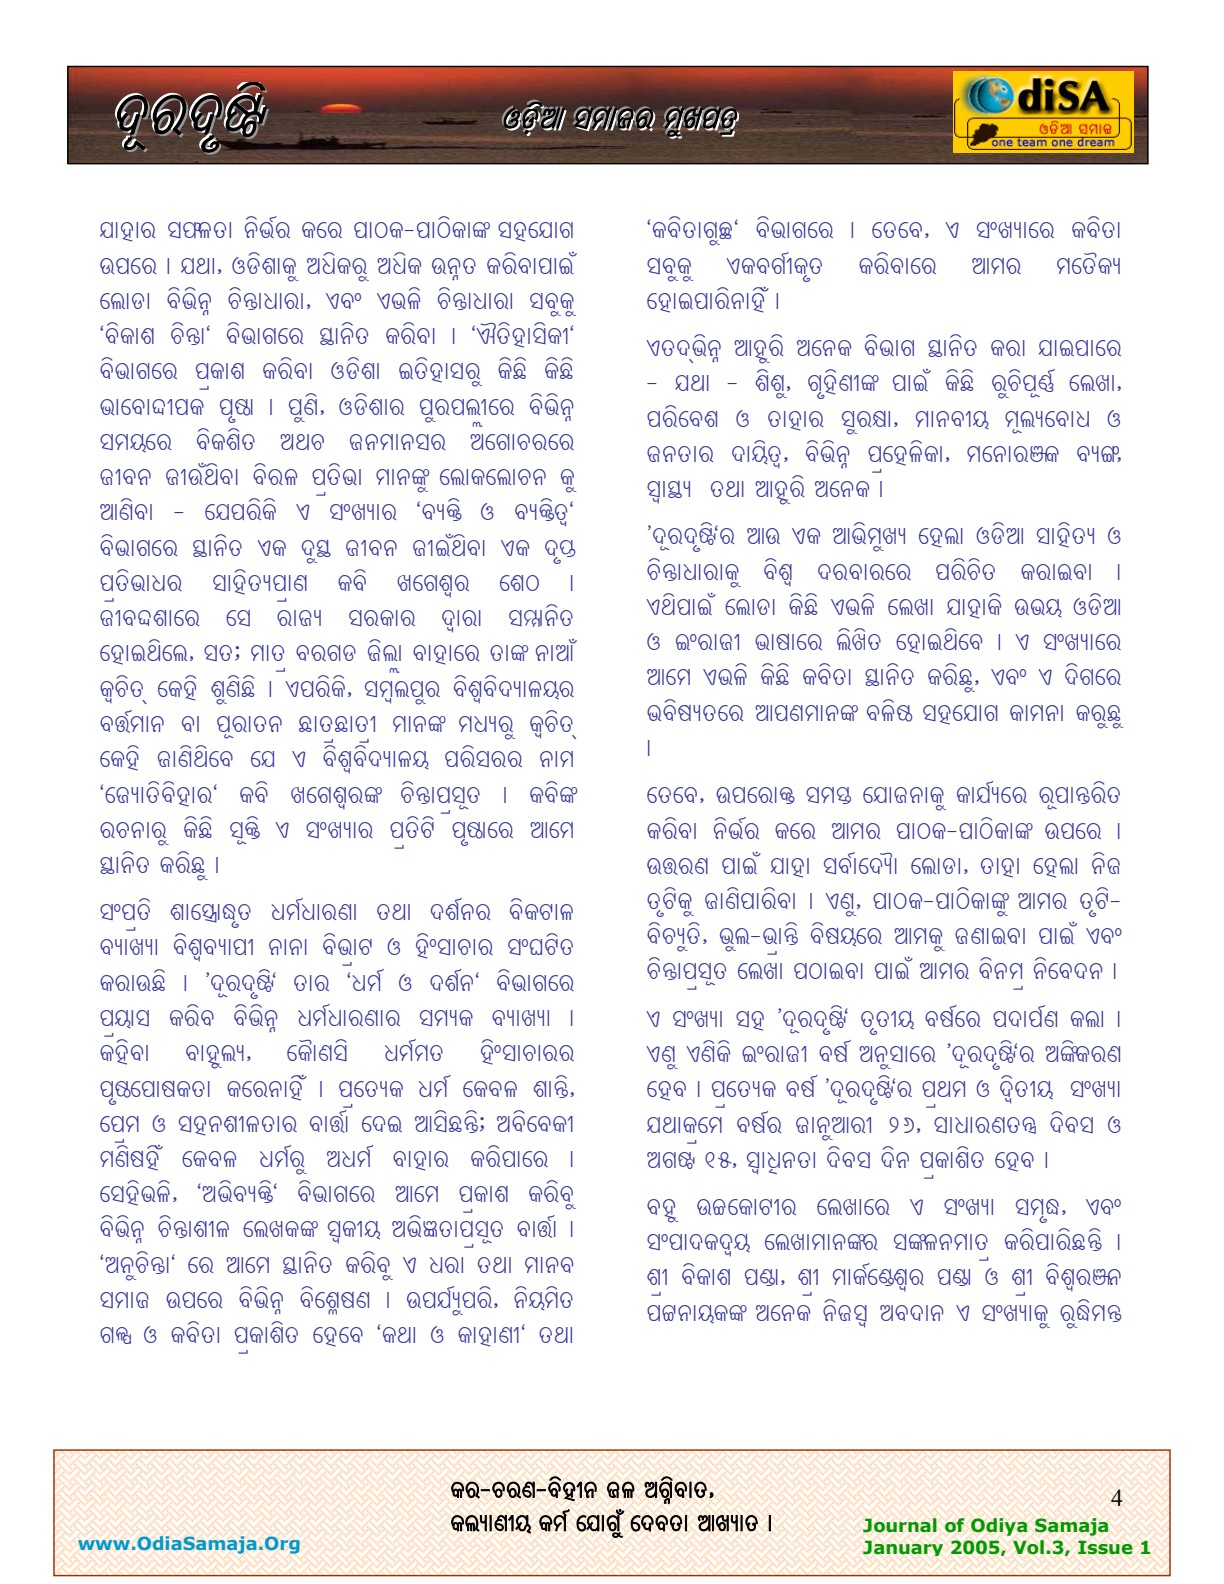 ଦୂରଦୃଷ୍ଟି
ଓଡ଼ିଆ ସମାଜର ମୁଖପତ୍ର
diSA
ଓଡିଆ ସମାଜ
one team one dream
ଯାହାର ସଫଳତା ନିର୍ଭର କରେ ପାଠକ-ପାଠିକାଙ୍କ ସହଯୋଗ
ଉପରେ । ଯଥା, ଓଡିଶାକୁ ଅଧିକରୁ ଅଧିକ ଉନ୍ନତ କରିବାପାଇଁ
ଲୋଡା ବିଭିନ୍ନ ଚିନ୍ତାଧାରା, ଏବଂ ଏଭଳି ଚିନ୍ତାଧାରା ସବୁକୁ
‘ବିକାଶ ଚିନ୍ତା‘ ବିଭାଗରେ ସ୍ଥାନିତ କରିବା । ‘ଐତିହାସିକୀ‘
ବିଭାଗରେ ପ୍ରକାଶ କରିବା ଓଡିଶା ଇତିହାସରୁ କିଛି କିଛି
ଭାବୋଦ୍ଦୀପକ ପୃଷ୍ଠା । ପୁଣି, ଓଡିଶାର ପୁରପଲ୍ଲୀରେ ବିଭିନ୍ନ
ସମୟରେ ବିକଶିତ ଅଥଚ ଜନମାନସର ଅଗୋଚରରେ
ଜୀବନ ଜୀଉଁଥିବା ବିରଳ ପ୍ରତିଭା ମାନଙ୍କୁ ଲୋକଲୋଚନ କୁ
ଆଣିବା – ଯେପରିକି ଏ ସଂଖ୍ୟାର ‘ବ୍ୟକ୍ତି ଓ ବ୍ୟକ୍ତିତ୍ୱ‘
ବିଭାଗରେ ସ୍ଥାନିତ ଏକ ଦୁସ୍ଥ ଜୀବନ ଜୀଇଁଥିବା ଏକ ଦୃପ୍ତ
ପ୍ରତିଭାଧର ସାହିତ୍ୟପ୍ରାଣ କବି ଖଗେଶ୍ୱର ଶେଠ ।
ଜୀବଦ୍ଦଶାରେ ସେ ରାଜ୍ୟ ସରକାର ଦ୍ୱାରା ସମ୍ମାନିତ
ହୋଇଥିଲେ, ସତ; ମାତ୍ର ବରଗଡ ଜିଲ୍ଲା ବାହାରେ ତାଙ୍କ ନାଆଁ
କ୍ୱଚିତ୍ କେହି ଶୁଣିଛି । ଏପରିକି, ସମ୍ବଲପୁର ବିଶ୍ୱବିଦ୍ୟାଳୟର
ବର୍ତ୍ତମାନ ବା ପୂରାତନ ଛାତ୍ରଛାତ୍ରୀ ମାନଙ୍କ ମଧ୍ୟରୁ କ୍ୱଚିତ୍
କେହି ଜାଣିଥିବେ ଯେ ଏ ବିଶ୍ୱବିଦ୍ୟାଳୟ ପରିସରର ନାମ
‘ଜ୍ୟୋତିବିହାର‘ କବି ଖଗେଶ୍ୱରଙ୍କ ଚିନ୍ତାପ୍ରସୂତ । କବିଙ୍କ
ରଚନାରୁ କିଛି ସୂକ୍ତି ଏ ସଂଖ୍ୟାର ପ୍ରତିଟି ପୃଷ୍ଠାରେ ଆମେ
ସ୍ଥାନିତ କରିଛୁ ।
ସଂପ୍ରତି ଶାସ୍ତ୍ରୋଦ୍ଧୃତ ଧର୍ମଧାରଣା ତଥା ଦର୍ଶନର ବିକଟାଳ
ବ୍ୟାଖ୍ୟା ବିଶ୍ୱବ୍ୟାପୀ ନାନା ବିଭ୍ରାଟ ଓ ହିଂସାଚାର ସଂଘଟିତ
କରାଉଛି । ’ଦୂରଦୃଷ୍ଟି‘ ତାର ‘ଧର୍ମ ଓ ଦର୍ଶନ‘ ବିଭାଗରେ
ପ୍ରୟାସ କରିବ ବିଭିନ୍ନ ଧର୍ମଧାରଣାର ସମ୍ୟକ ବ୍ୟାଖ୍ୟା ।
କହିବା ବାହୁଲ୍ୟ, କୌଣସି ଧର୍ମମତ ହିଂସାଚାରର
ପୃଷ୍ଠପୋଷକତା କରେନାହିଁ । ପ୍ରତ୍ୟେକ ଧର୍ମ କେବଳ ଶାନ୍ତି,
ପ୍ରେମ ଓ ସହନଶୀଳତାର ବାର୍ତ୍ତା ଦେଇ ଆସିଛନ୍ତି; ଅବିବେକୀ
ମଣିଷହିଁ କେବଳ ଧର୍ମରୁ ଅଧର୍ମ ବାହାର କରିପାରେ ।
ସେହିଭଳି, ‘ଅଭିବ୍ୟକ୍ତି‘ ବିଭାଗରେ ଆମେ ପ୍ରକାଶ କରିବୁ
ବିଭିନ୍ନ ଚିନ୍ତାଶୀଳ ଲେଖକଙ୍କ ସ୍ୱକୀୟ ଅଭିଜ୍ଞତାପ୍ରସୂତ ବାର୍ତ୍ତା ।
‘ଅନୁଚିନ୍ତା‘ ରେ ଆମେ ସ୍ଥାନିତ କରିବୁ ଏ ଧରା ତଥା ମାନବ
ସମାଜ ଉପରେ ବିଭିନ୍ନ ବିଶ୍ଳେଷଣ । ଉପର୍ଯ୍ୟୁପରି, ନିୟମିତ
ଗଳ୍ପ ଓ କବିତା ପ୍ରକାଶିତ ହେବେ ‘କଥା ଓ କାହାଣୀ‘ ତଥା
‘କବିତାଗୁଚ୍ଛ‘ ବିଭାଗରେ । ତେବେ, ଏ ସଂଖ୍ୟାରେ କବିତା
ସବୁକୁ ଏକବର୍ଗୀକୃତ କରିବାରେ ଆମର ମତୈକ୍ୟ
ହୋଇପାରିନାହିଁ ।
ଏତଦ୍‌ଭିନ୍ନ ଆହୁରି ଅନେକ ବିଭାଗ ସ୍ଥାନିତ କରା ଯାଇପାରେ
– ଯଥା – ଶିଶୁ, ଗୃହିଣୀଙ୍କ ପାଇଁ କିଛି ରୁଚିପୂର୍ଣ୍ଣ ଲେଖା,
ପରିବେଶ ଓ ତାହାର ସୁରକ୍ଷା, ମାନବୀୟ ମୂଲ୍ୟବୋଧ ଓ
ଜନତାର ଦାୟିତ୍ୱ, ବିଭିନ୍ନ ପ୍ରହେଳିକା, ମନୋରଞ୍ଜକ ବ୍ୟଙ୍ଗ,
ସ୍ୱାସ୍ଥ୍ୟ ତଥା ଆହୁରି ଅନେକ ।
’ଦୂରଦୃଷ୍ଟି‘ର ଆଉ ଏକ ଆଭିମୁଖ୍ୟ ହେଲା ଓଡିଆ ସାହିତ୍ୟ ଓ
ଚିନ୍ତାଧାରାକୁ ବିଶ୍ୱ ଦରବାରରେ ପରିଚିତ କରାଇବା ।
ଏଥିପାଇଁ ଲୋଡା କିଛି ଏଭଳି ଲେଖା ଯାହାକି ଉଭୟ ଓଡିଆ
ଓ ଇଂରାଜୀ ଭାଷାରେ ଲିଖିତ ହୋଇଥିବେ । ଏ ସଂଖ୍ୟାରେ
ଆମେ ଏଭଳି କିଛି କବିତା ସ୍ଥାନିତ କରିଛୁ, ଏବଂ ଏ ଦିଗରେ
ଭବିଷ୍ୟତରେ ଆପଣମାନଙ୍କ ବଳିଷ୍ଠ ସହଯୋଗ କାମନା କରୁଛୁ
।
ତେବେ, ଉପରୋକ୍ତ ସମସ୍ତ ଯୋଜନାକୁ କାର୍ଯ୍ୟରେ ରୂପାନ୍ତରିତ
କରିବା ନିର୍ଭର କରେ ଆମର ପାଠକ-ପାଠିକାଙ୍କ ଉପରେ ।
ଉତ୍ତରଣ ପାଇଁ ଯାହା ସର୍ବାଦୌ ଲୋଡା, ତାହା ହେଲା ନିଜ
ତୃଟିକୁ ଜାଣିପାରିବା । ଏଣୁ, ପାଠକ-ପାଠିକାଙ୍କୁ ଆମର ତୃଟି-
ବିଚ୍ୟୁତି, ଭୁଲ-ଭ୍ରାନ୍ତି ବିଷୟରେ ଆମକୁ ଜଣାଇବା ପାଇଁ ଏବଂ
ଚିନ୍ତାପ୍ରସୂତ ଲେଖା ପଠାଇବା ପାଇଁ ଆମର ବିନମ୍ର ନିବେଦନ ।
ଏ ସଂଖ୍ୟା ସହ ’ଦୂରଦୃଷ୍ଟି‘ ତୃତୀୟ ବର୍ଷରେ ପଦାର୍ପଣ କଲା ।
ଏଣୁ ଏଣିକି ଇଂରାଜୀ ବର୍ଷ ଅନୁସାରେ ’ଦୂରଦୃଷ୍ଟି‘ର ଅଙ୍କିକରଣ
ହେବ । ପ୍ରତ୍ୟେକ ବର୍ଷ ’ଦୂରଦୃଷ୍ଟି‘ର ପ୍ରଥମ ଓ ଦ୍ୱିତୀୟ ସଂଖ୍ୟା
ଯଥାକ୍ରମେ ବର୍ଷର ଜାନୁଆରୀ ୨୬, ସାଧାରଣତନ୍ତ୍ର ଦିବସ ଓ
ଅଗଷ୍ଟ ୧୫, ସ୍ୱାଧିନତା ଦିବସ ଦିନ ପ୍ରକାଶିତ ହେବ ।
ବହୁ ଉଚ୍ଚକୋଟୀର ଲେଖାରେ ଏ ସଂଖ୍ୟା ସମୃଦ୍ଧ, ଏବଂ
ସଂପାଦକଦ୍ୱୟ ଲେଖାମାନଙ୍କର ସଙ୍କଳନମାତ୍ର କରିପାରିଛନ୍ତି ।
ଶ୍ରୀ ବିକାଶ ପଣ୍ଡା, ଶ୍ରୀ ମାର୍କଣ୍ଡେଶ୍ୱର ପଣ୍ଡା ଓ ଶ୍ରୀ ବିଶ୍ୱରଞ୍ଜନ
ପଟ୍ଟନାୟକଙ୍କ ଅନେକ ନିଜସ୍ୱ ଅବଦାନ ଏ ସଂଖ୍ୟାକୁ ରୁଦ୍ଧିମନ୍ତ
କର-ଚରଣ-ବିହୀନ ଜଳ ଅଗ୍ନିବାତ,
କଲ୍ୟାଣୀୟ କର୍ମ ଯୋଗୁଁ ଦେବତା ଆଖ୍ୟାତ ।
4
www.OdiaSamaja.Org
Journal of Odiya Samaja
January 2005, Vol.3, Issue 1